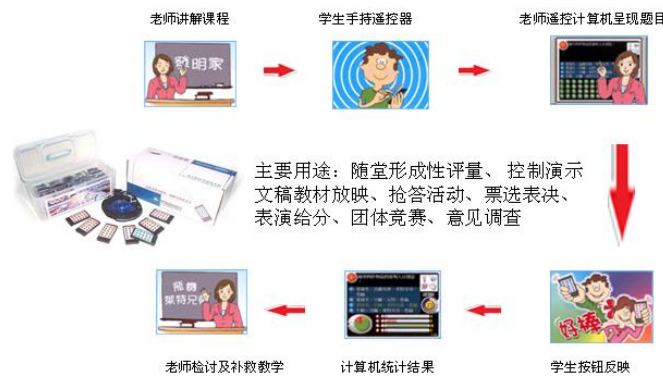 老师讲解课程
学生手持遥控器
老师遥控计算机呈现题目
發明家
主要用途：随堂形成性评量、控制演示
文稿教材放映、抢答活动、票选表决、
表演给分、团体竞赛、意见调查
萊特兄
好棒
老师检讨及补救教学
计算机统计结果
学生按钮反映